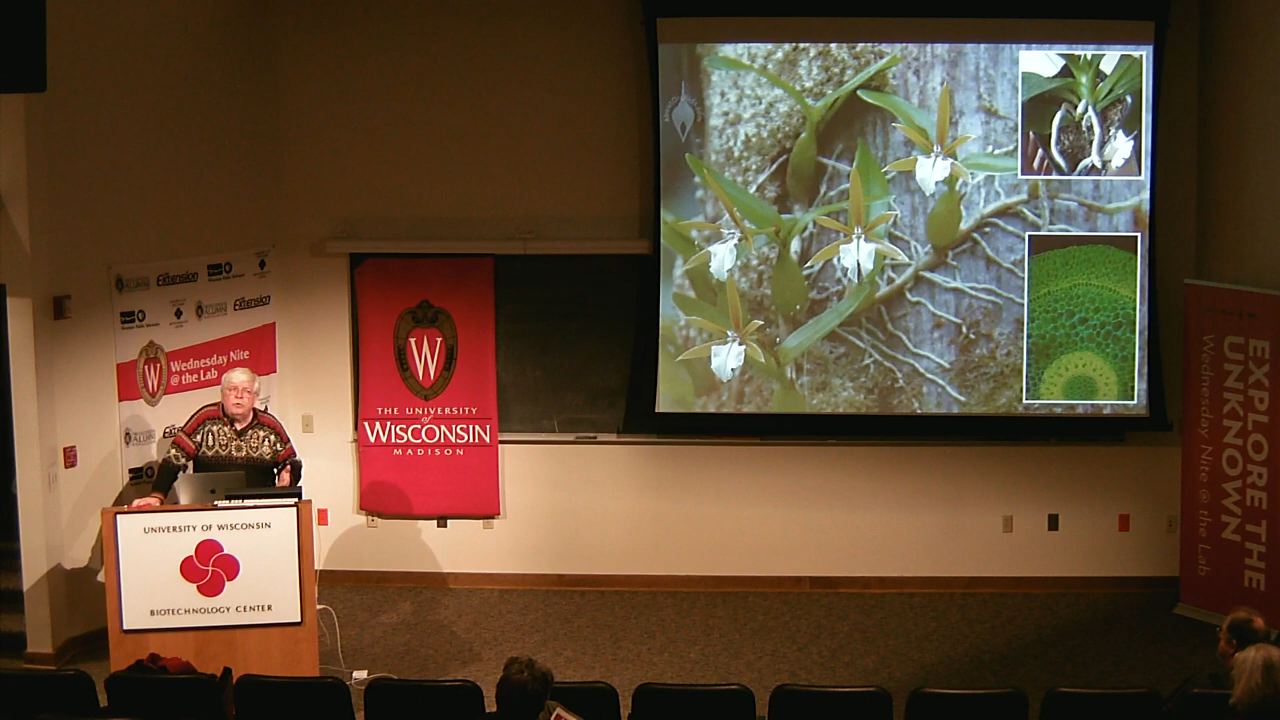 Extension
Extension
Wednesday Nite
@ the Lab
W
THE UNIVERSITY
of
WISCONSIN
MADISON
UNIVERSITY OF WISCONSIN
BIOTECHNOLOGY CENTER
EXPLORE THE
UNKNOWN
Wednesday Nite @ the Lab